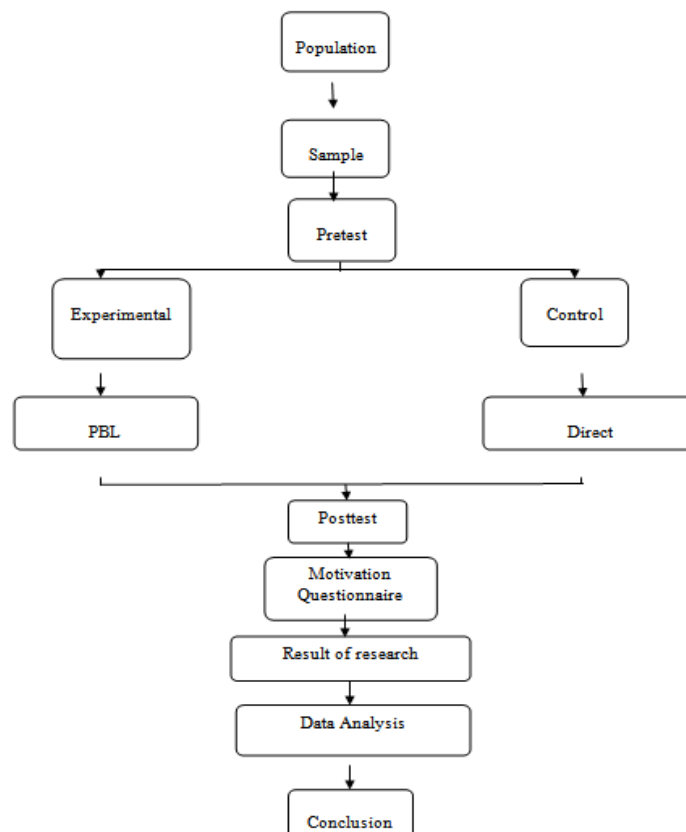 Population
Sample
Pretest
Experimental
Control
PBL
Direct
Posttest
Motivation
Questionnaire
Result of research
Data Analysis
Conclusion